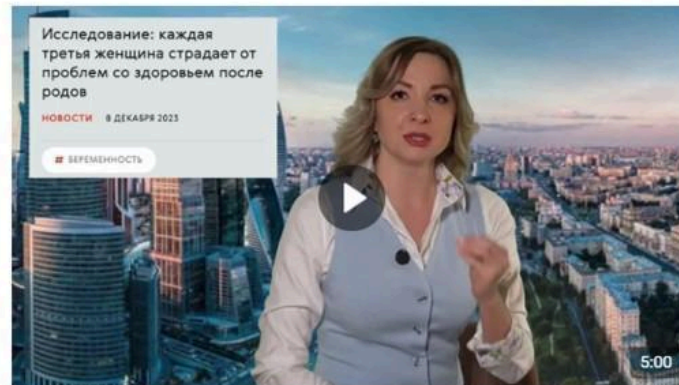 Исследование: каждая
третья женщина страдает от
проблем со здоровьем после
родов
НОВОСТИ 8 ДЕКАБРЯ 2023
# БЕРЕМЕННОСТЬ
5:00